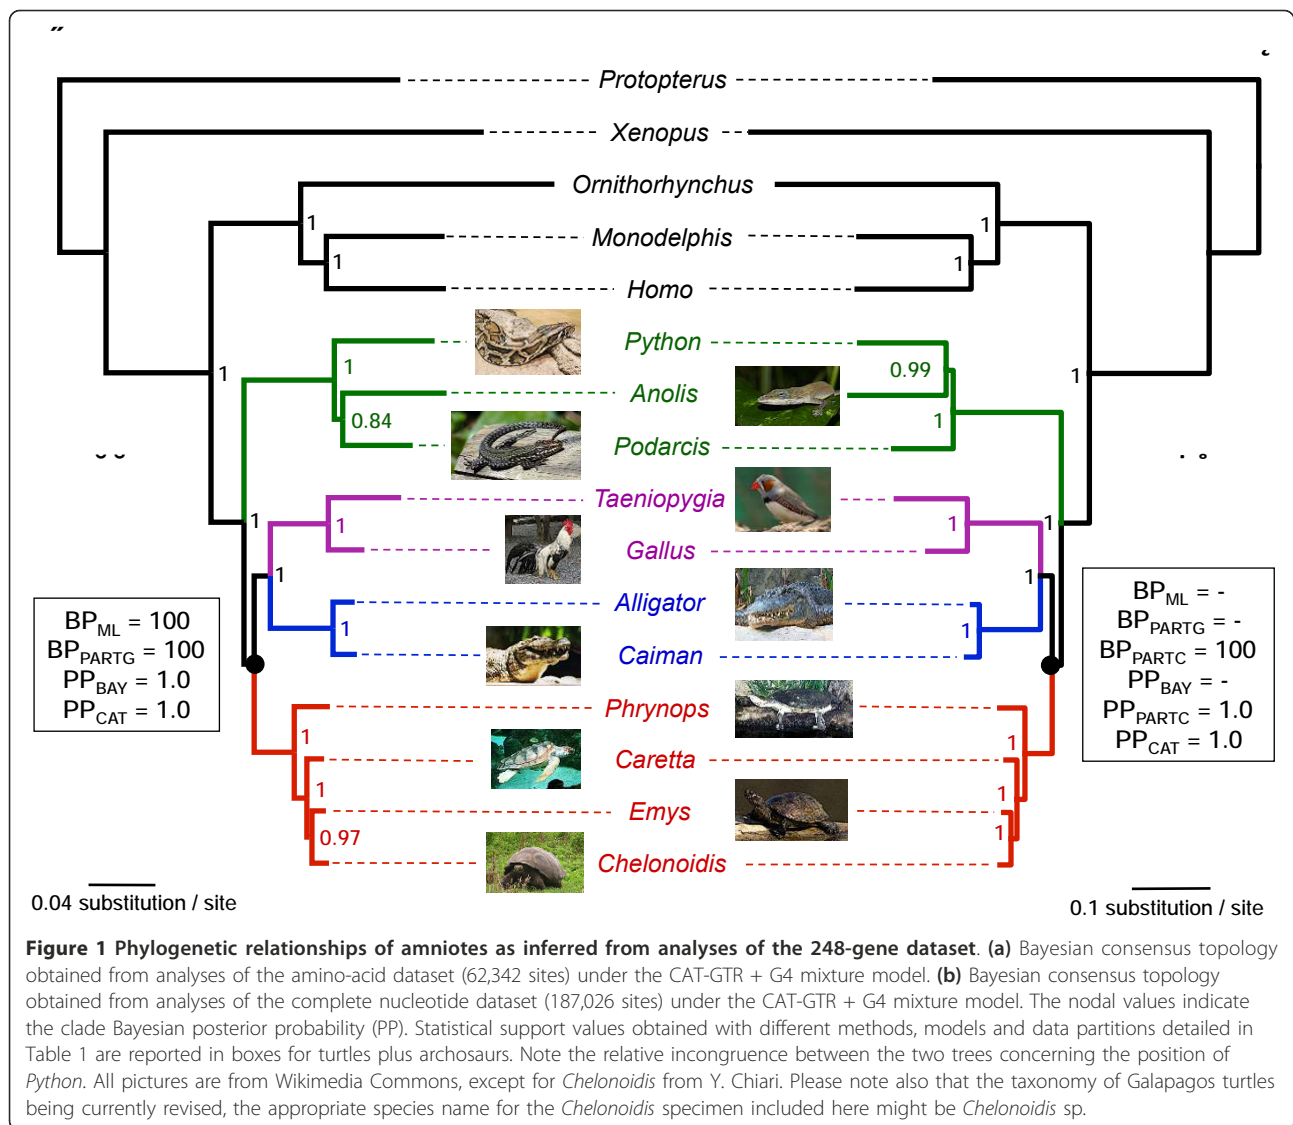 Protopterus
Xenopus
Ornithorhynchus
1
1
Monodelphis
1
1
Homo
Python
1
0.99
1
1
Anolis
0.84
1
Podarcis
Taeniopygia
1
1
1
1
Gallus
1
1
Alligator
1
1
Caiman
BP_ML = 100
BP_PARTG = 100
PP_BAY = 1.0
PP_CAT = 1.0
BP_ML = -
BP_PARTG = -
BP_PARTC = 100
PP_BAY = -
PP_PARTC = 1.0
PP_CAT = 1.0
Phrynops
1
1
Caretta
1
1
Emys
0.97
1
Chelonoidis
0.04 substitution / site
0.1 substitution / site
Figure 1 Phylogenetic relationships of amniotes as inferred from analyses of the 248-gene dataset. (a) Bayesian consensus topology
obtained from analyses of the amino-acid dataset (62,342 sites) under the CAT-GTR + G4 mixture model. (b) Bayesian consensus topology
obtained from analyses of the complete nucleotide dataset (187,026 sites) under the CAT-GTR + G4 mixture model. The nodal values indicate
the clade Bayesian posterior probability (PP). Statistical support values obtained with different methods, models and data partitions detailed in
Table 1 are reported in boxes for turtles plus archosaurs. Note the relative incongruence between the two trees concerning the position of
Python. All pictures are from Wikimedia Commons, except for Chelonoidis from Y. Chiari. Please note also that the taxonomy of Galapagos turtles
being currently revised, the appropriate species name for the Chelonoidis specimen included here might be Chelonoidis sp.